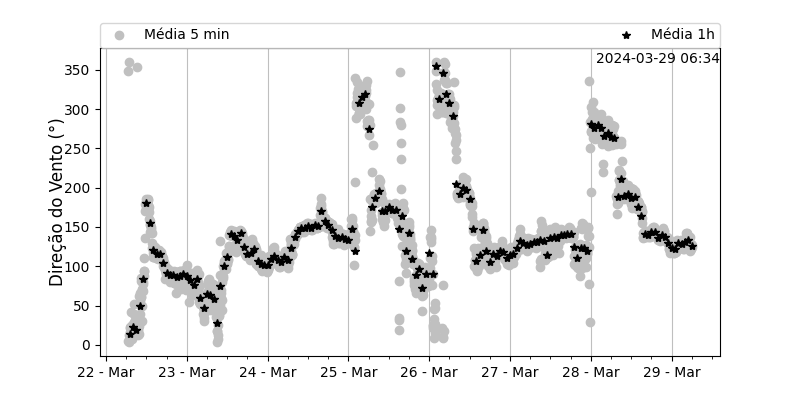 Média 5 min
Média 1h
2024-03-29 06:34
Direção do Vento (°)
350
300
250
200
150
100
50
0
22 - Mar
23 - Mar
24 - Mar
25 - Mar
26 - Mar
27 - Mar
28 - Mar
29 - Mar